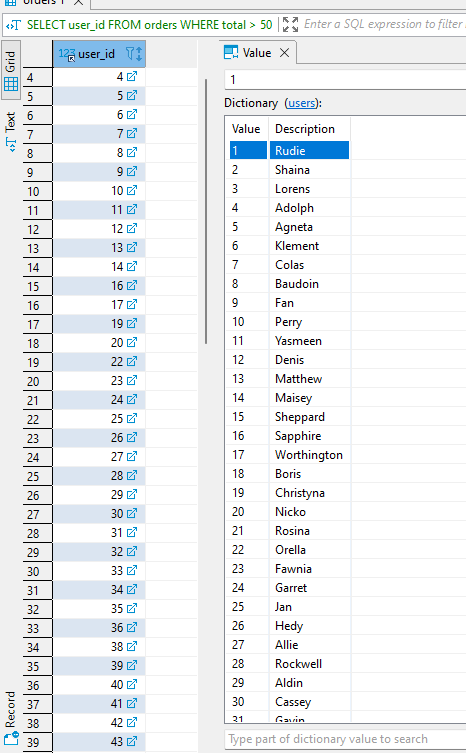 orders 1
SELECT user_id FROM orders WHERE total > 50
Enter a SQL expression to filter
Grid
Text
Record
123 user_id
4 4
5 5
6 6
7 7
8 8
9 9
10 10
11 11
12 12
13 13
14 14
15 16
16 17
17 19
18 20
19 22
20 23
21 24
22 25
23 26
24 27
25 28
26 29
27 30
28 31
29 32
30 33
31 34
32 35
33 36
34 38
35 39
36 40
37 41
38 42
39 43
Value
1
Dictionary (users):
Value Description
1 Rudie
2 Shaina
3 Lorens
4 Adolph
5 Agneta
6 Klement
7 Colas
8 Baudoin
9 Fan
10 Perry
11 Yasmeen
12 Denis
13 Matthew
14 Maisey
15 Sheppard
16 Sapphire
17 Worthington
18 Boris
19 Christyna
20 Nicko
21 Rosina
22 Orella
23 Fawnia
24 Garret
25 Jan
26 Hedy
27 Allie
28 Rockwell
29 Aldin
30 Cassey
31 Gavin
Type part of dictionary value to search